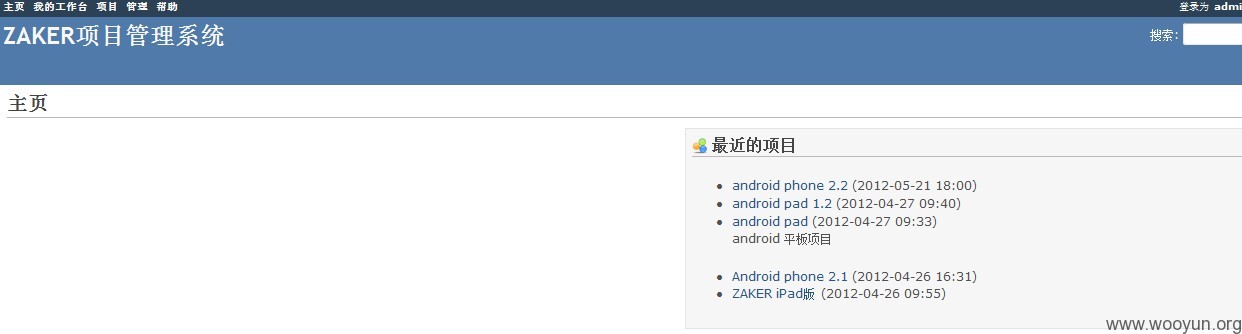 主页 我的工作台 项目 管理 帮助 登录为 admi
ZAKER项目管理系统
搜索:
主页
最近的项目
android phone 2.2 (2012-05-21 18:00)
android pad 1.2 (2012-04-27 09:40)
android pad (2012-04-27 09:33)
android 平板项目
Android phone 2.1 (2012-04-26 16:31)
ZAKER iPad版 (2012-04-26 09:55)
www.wooyun.org